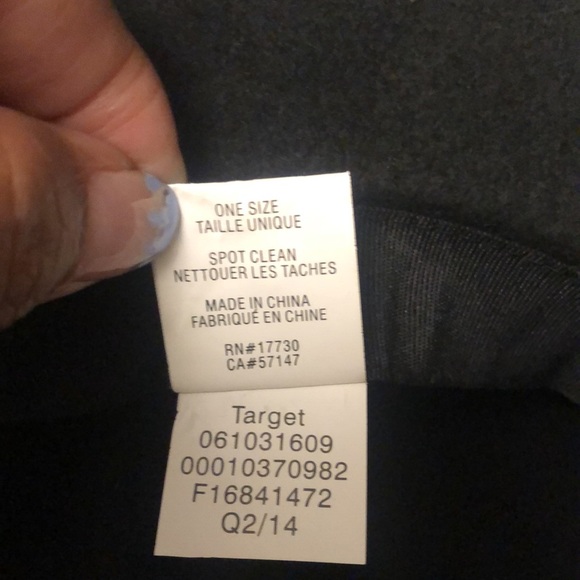 ONE SIZE
TAILLE UNIQUE
SPOT CLEAN
NETTOUER LES TACHES
MADE IN CHINA
FABRIQUÉ EN CHINE
RN#17730
CA#57147
Target
061031609
00010370982
F16841472
Q2/14